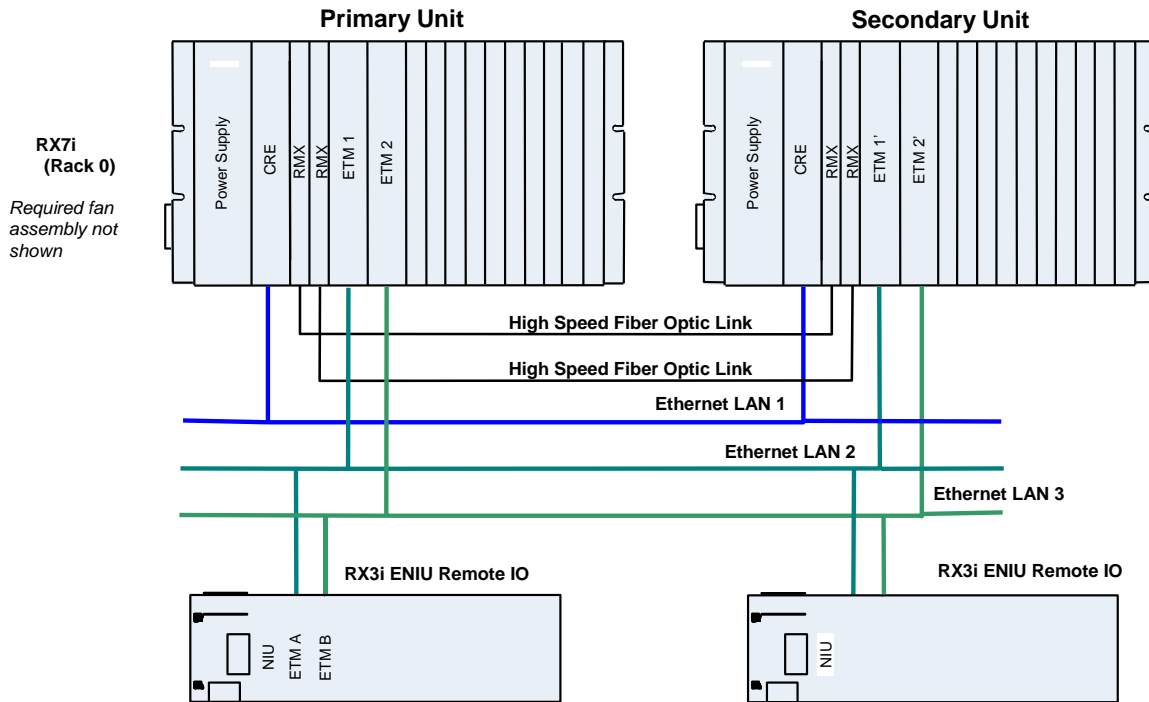 Primary Unit
Secondary Unit
RX7i
(Rack 0)
Required fan
assembly not
shown
Power Supply
CRE
RMX
RMX
ETM 1
ETM 2
Power Supply
CRE
RMX
RMX
ETM 1'
ETM 2'
High Speed Fiber Optic Link
High Speed Fiber Optic Link
Ethernet LAN 1
Ethernet LAN 2
Ethernet LAN 3
RX3i ENIU Remote IO
RX3i ENIU Remote IO
NIU
ETM A
ETM B
NIU